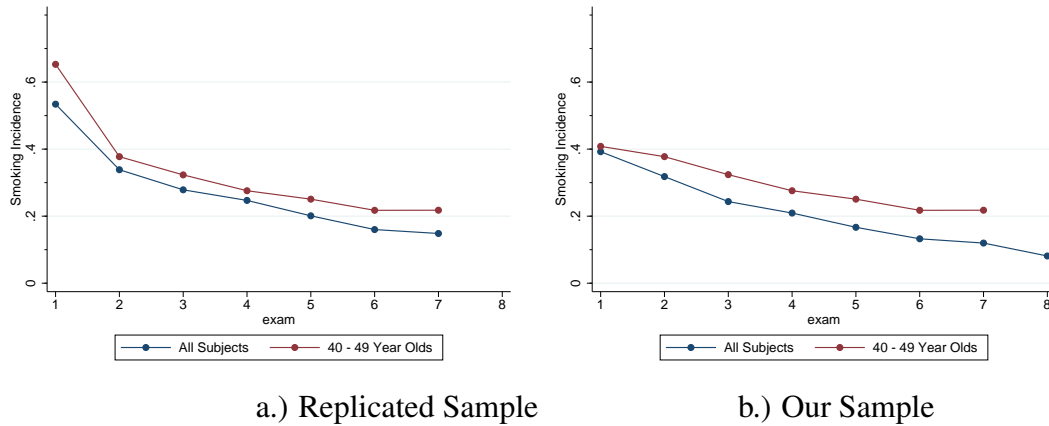 Smoking Incidence
.6
.4
.2
0
1 2 3 4 5 6 7 8
exam
All Subjects 40 - 49 Year Olds
Smoking Incidence
.6
.4
.2
0
1 2 3 4 5 6 7 8
exam
All Subjects 40 - 49 Year Olds
a.) Replicated Sample
b.) Our Sample